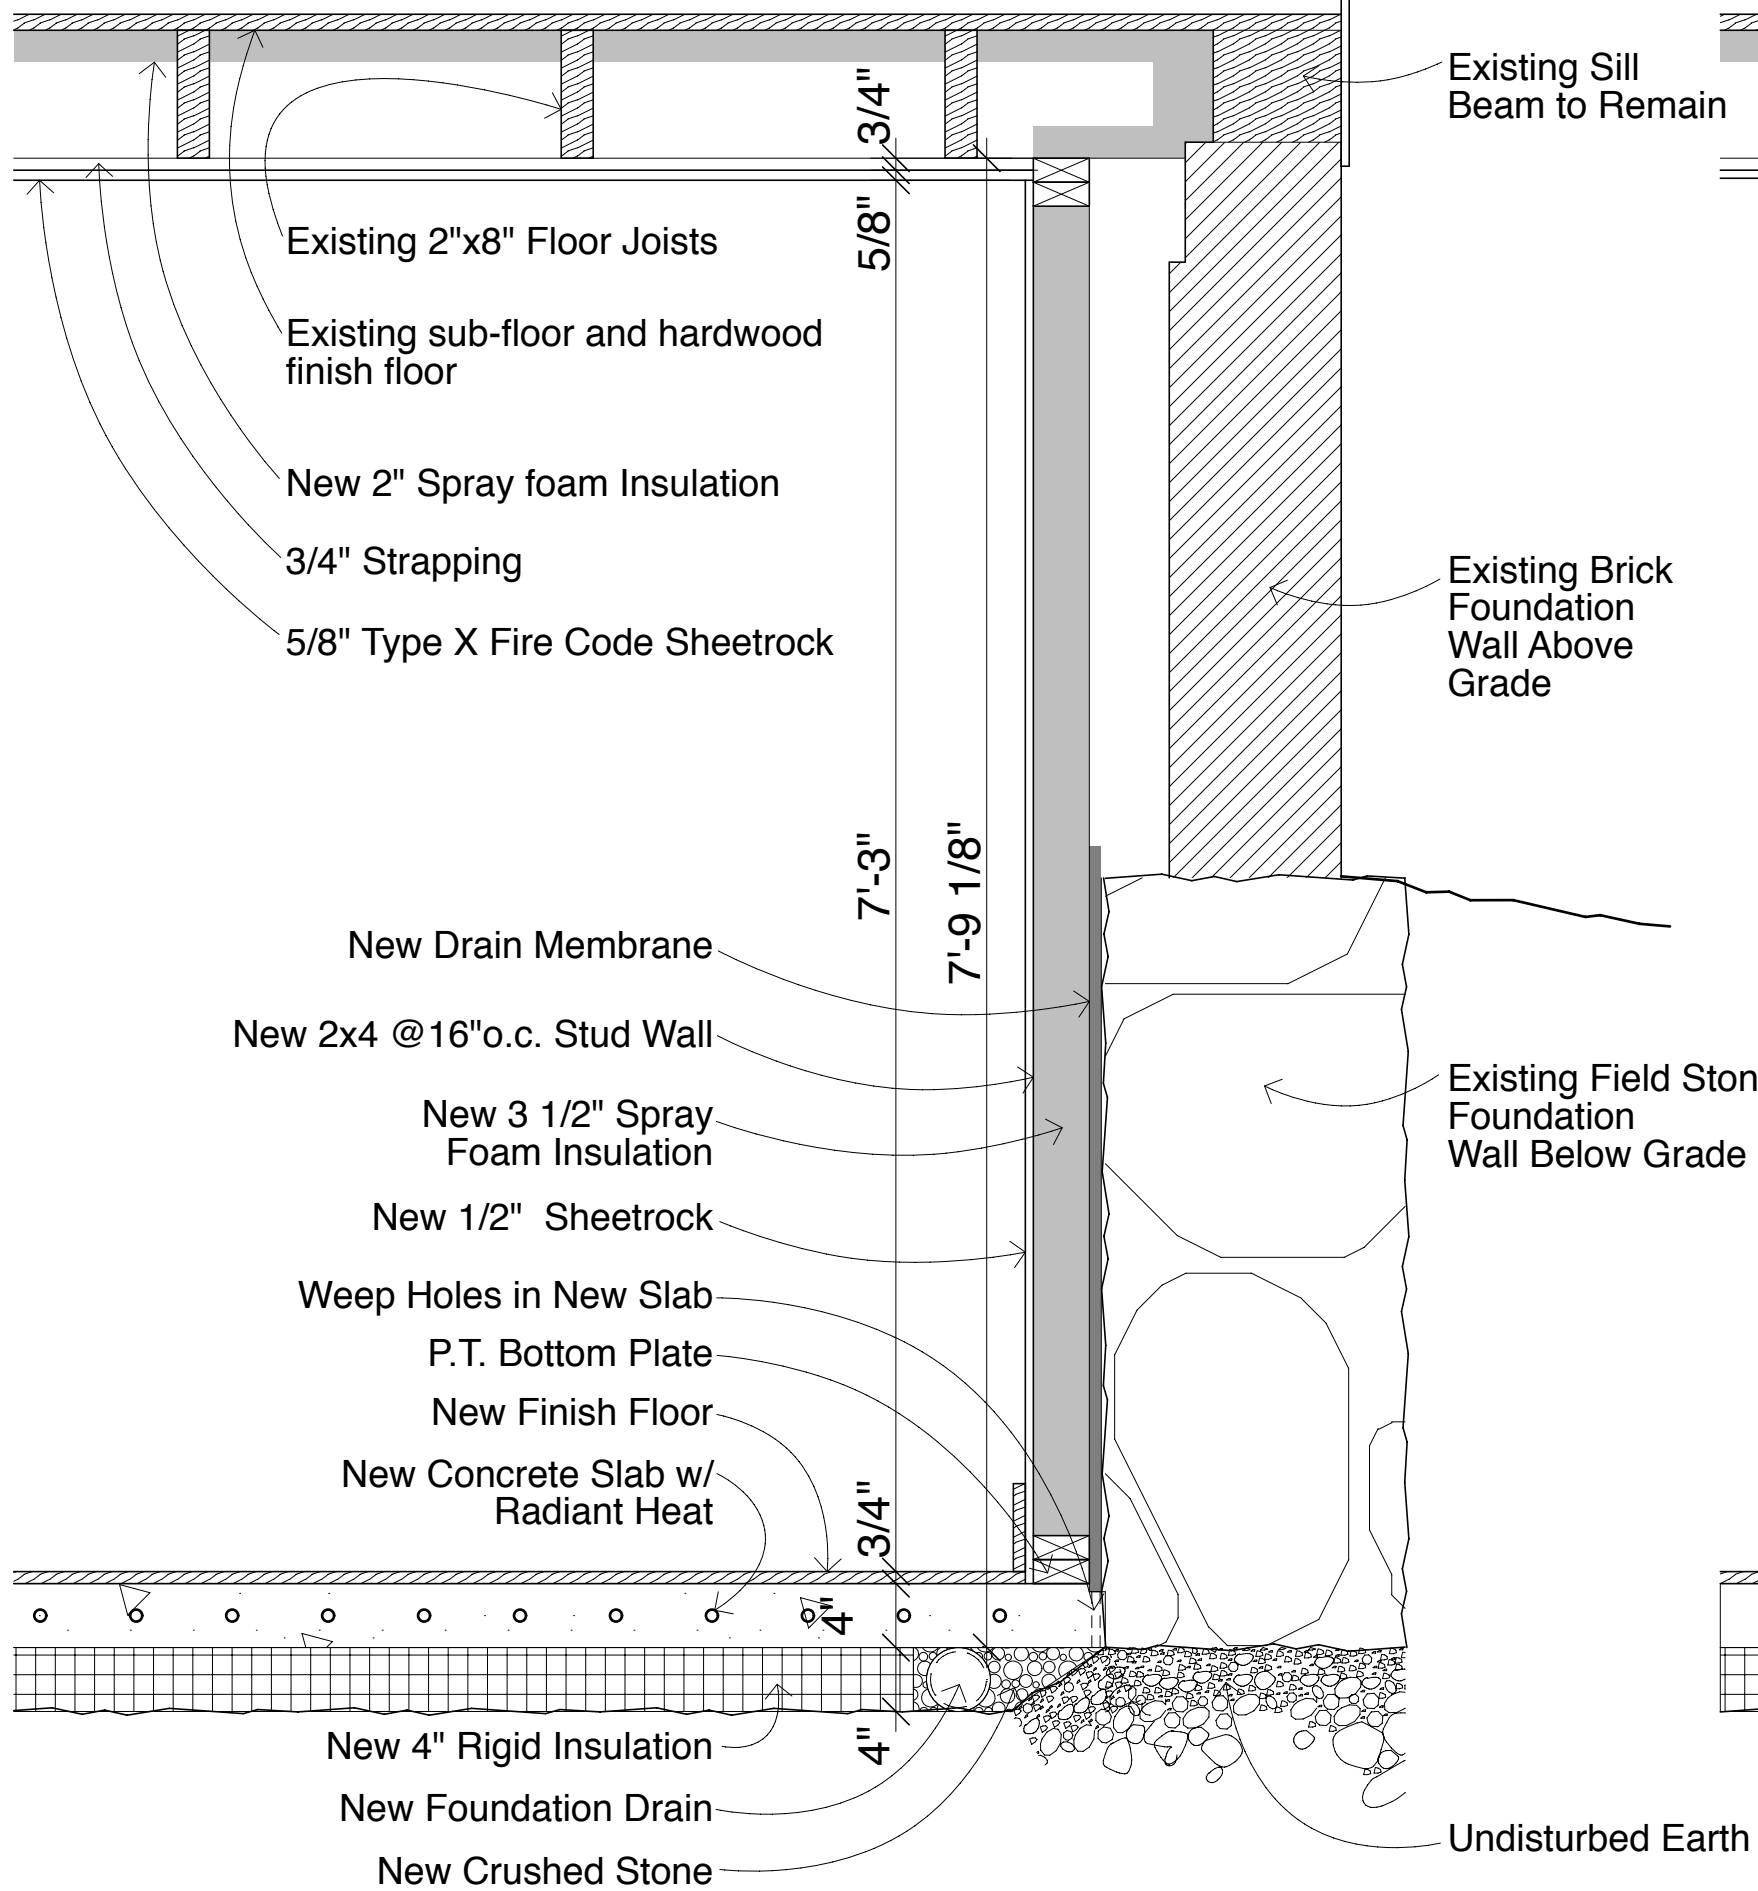 Existing Sill
Beam to Remain
3/4"
5/8"
Existing 2"x8" Floor Joists
Existing sub-floor and hardwood
finish floor
New 2" Spray foam Insulation
3/4" Strapping
5/8" Type X Fire Code Sheetrock
Existing Brick
Foundation
Wall Above
Grade
7'-3"
7'-9 1/8"
New Drain Membrane
New 2x4 @16"o.c. Stud Wall
New 3 1/2" Spray
Foam Insulation
New 1/2" Sheetrock
Existing Field Ston
Foundation
Wall Below Grade
Weep Holes in New Slab
P.T. Bottom Plate
New Finish Floor
New Concrete Slab w/
Radiant Heat
3/4"
4"
4"
New 4" Rigid Insulation
New Foundation Drain
New Crushed Stone
Undisturbed Earth